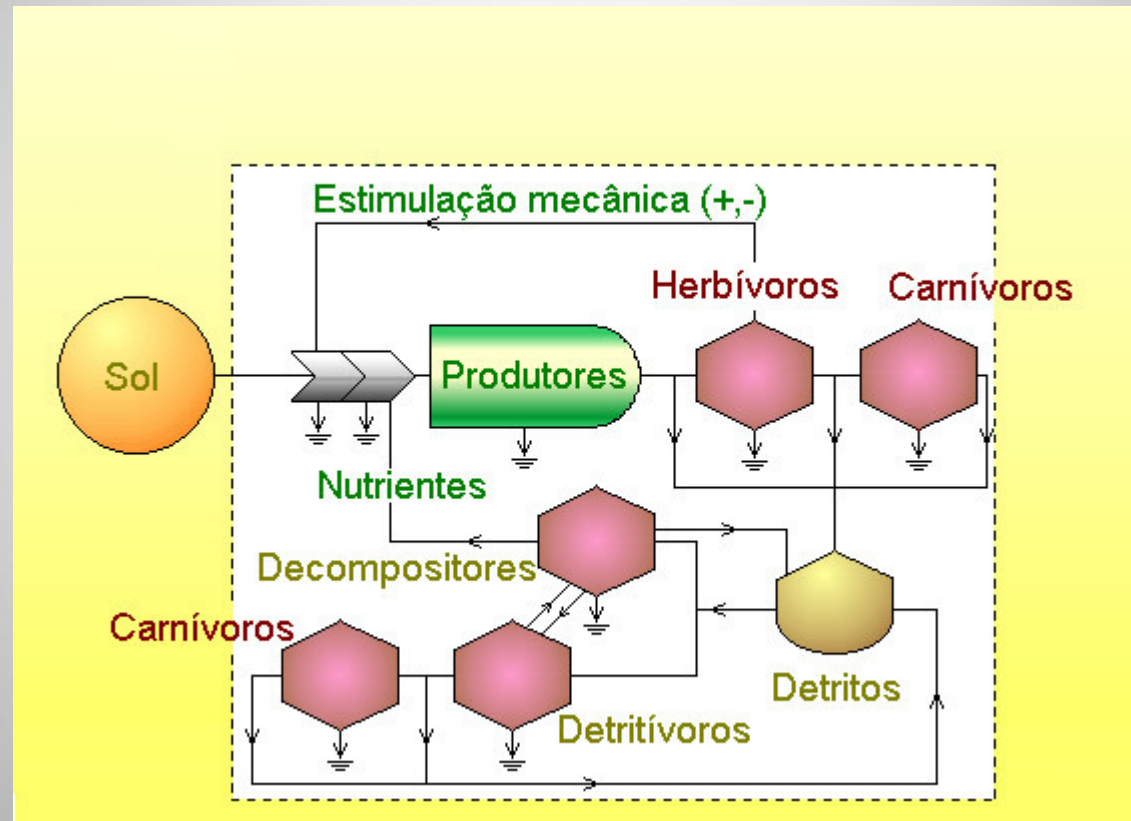 Estimulação mecânica (+,-)
Herbívoros
Carnívoros
Sol
Produtores
Nutrientes
Decompositores
Carnívoros
Detritos
Detritívoros